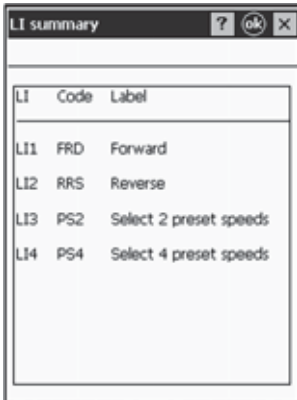 LI summary ? ok ×
LI Code Label
LI1 FRD Forward
LI2 RRS Reverse
LI3 PS2 Select 2 preset speeds
LI4 PS4 Select 4 preset speeds